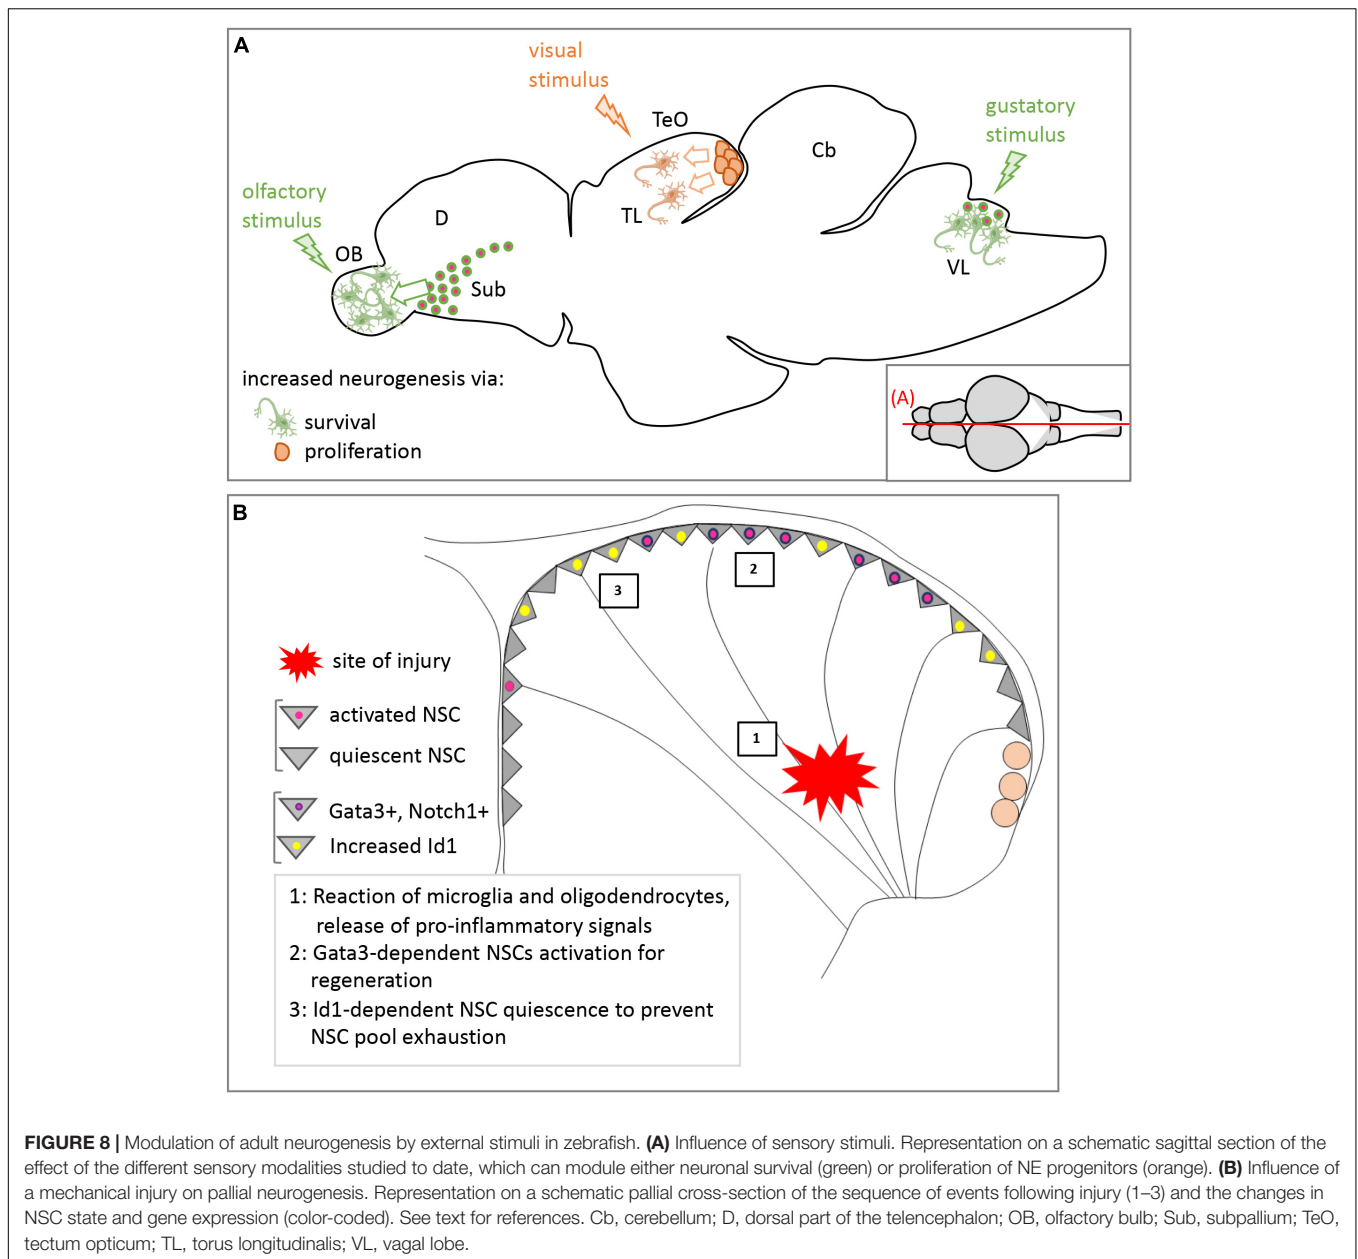 A
visual
stimulus
TeO
gustatory
stimulus
Cb
olfactory
stimulus
D
TL
OB
Sub
VL
increased neurogenesis via:
survival
proliferation
(A)
B
2
3
site of injury
activated NSC
1
quiescent NSC
Gata3+, Notch1+
Increased Id1
1: Reaction of microglia and oligodendrocytes,
release of pro-inflammatory signals
2: Gata3-dependent NSCs activation for
regeneration
3: Id1-dependent NSC quiescence to prevent
NSC pool exhaustion
FIGURE 8 | Modulation of adult neurogenesis by external stimuli in zebrafish. (A) Influence of sensory stimuli. Representation on a schematic sagittal section of the
effect of the different sensory modalities studied to date, which can module either neuronal survival (green) or proliferation of NE progenitors (orange). (B) Influence of
a mechanical injury on pallial neurogenesis. Representation on a schematic pallial cross-section of the sequence of events following injury (1–3) and the changes in
NSC state and gene expression (color-coded). See text for references. Cb, cerebellum; D, dorsal part of the telencephalon; OB, olfactory bulb; Sub, subpallium; TeO,
tectum opticum; TL, torus longitudinalis; VL, vagal lobe.